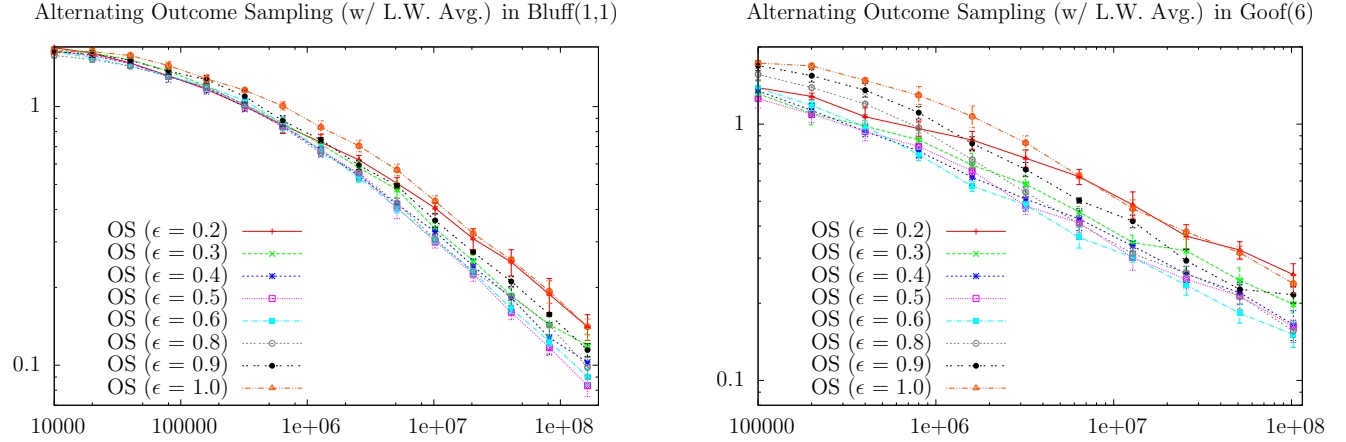 Alternating Outcome Sampling (w/ L.W. Avg.) in Bluff(1,1)
1
0.1
OS (ϵ = 0.2)
OS (ϵ = 0.3)
OS (ϵ = 0.4)
OS (ϵ = 0.5)
OS (ϵ = 0.6)
OS (ϵ = 0.8)
OS (ϵ = 0.9)
OS (ϵ = 1.0)
10000 100000 1e+06 1e+07 1e+08
Alternating Outcome Sampling (w/ L.W. Avg.) in Goof(6)
1
0.1
OS (ϵ = 0.2)
OS (ϵ = 0.3)
OS (ϵ = 0.4)
OS (ϵ = 0.5)
OS (ϵ = 0.6)
OS (ϵ = 0.8)
OS (ϵ = 0.9)
OS (ϵ = 1.0)
100000 1e+06 1e+07 1e+08